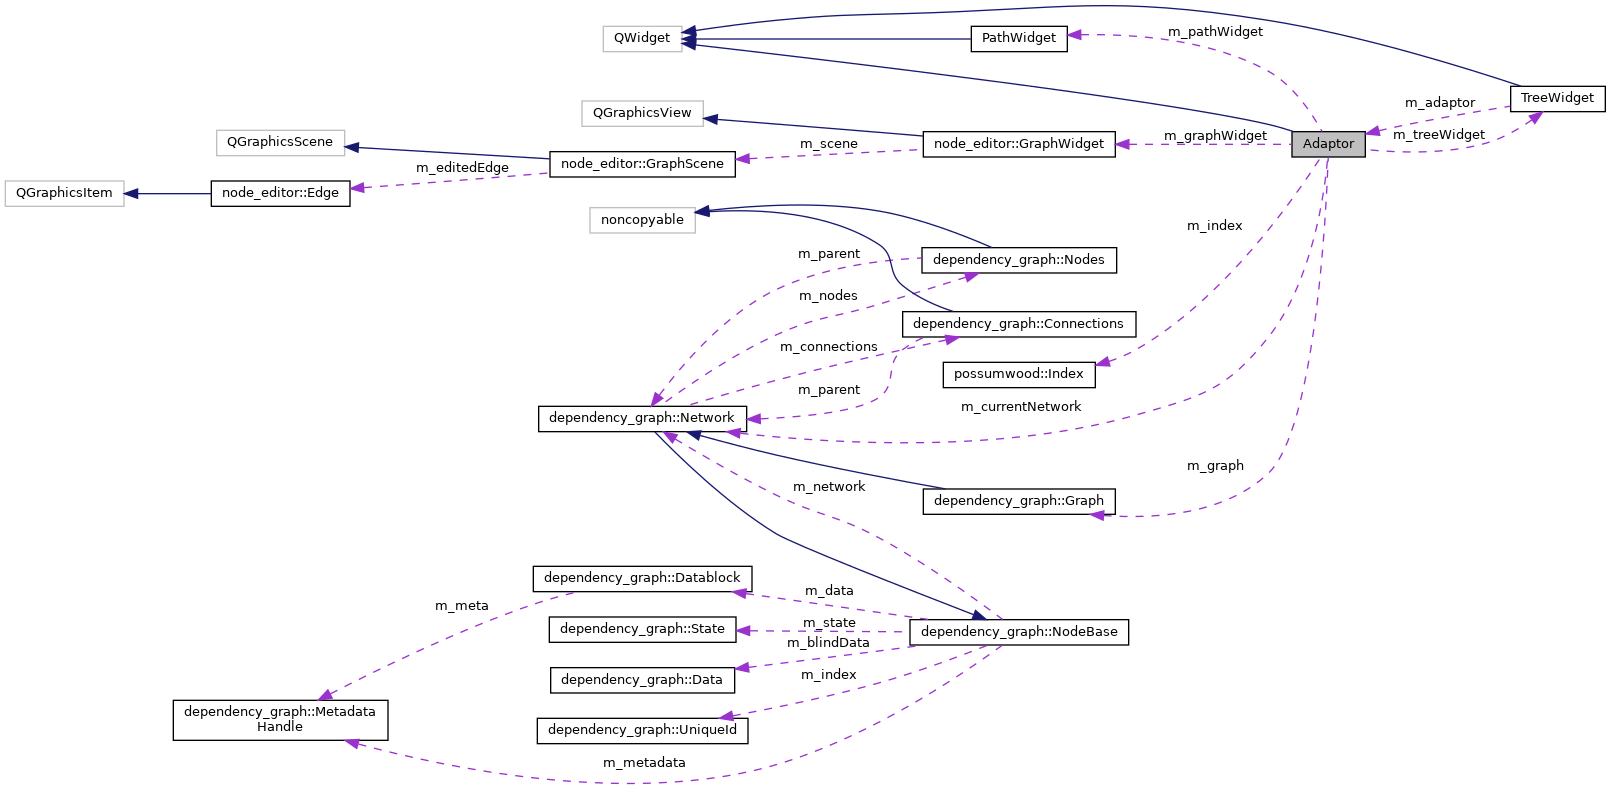 QWidget
PathWidget
m_pathWidget
TreeWidget
m_adaptor
m_treeWidget
QGraphicsView
node_editor::GraphWidget
m_graphWidget
Adaptor
QGraphicsScene
node_editor::GraphScene
m_scene
m_editedEdge
QGraphicsItem
node_editor::Edge
noncopyable
m_index
m_parent
dependency_graph::Nodes
m_nodes
dependency_graph::Connections
m_connections
possumwood::Index
m_parent
m_currentNetwork
dependency_graph::Network
m_graph
m_network
dependency_graph::Graph
dependency_graph::Datablock
m_data
m_meta
dependency_graph::State
m_state
dependency_graph::NodeBase
m_blindData
dependency_graph::Data
m_index
dependency_graph::Metadata
Handle
dependency_graph::UniqueId
m_metadata